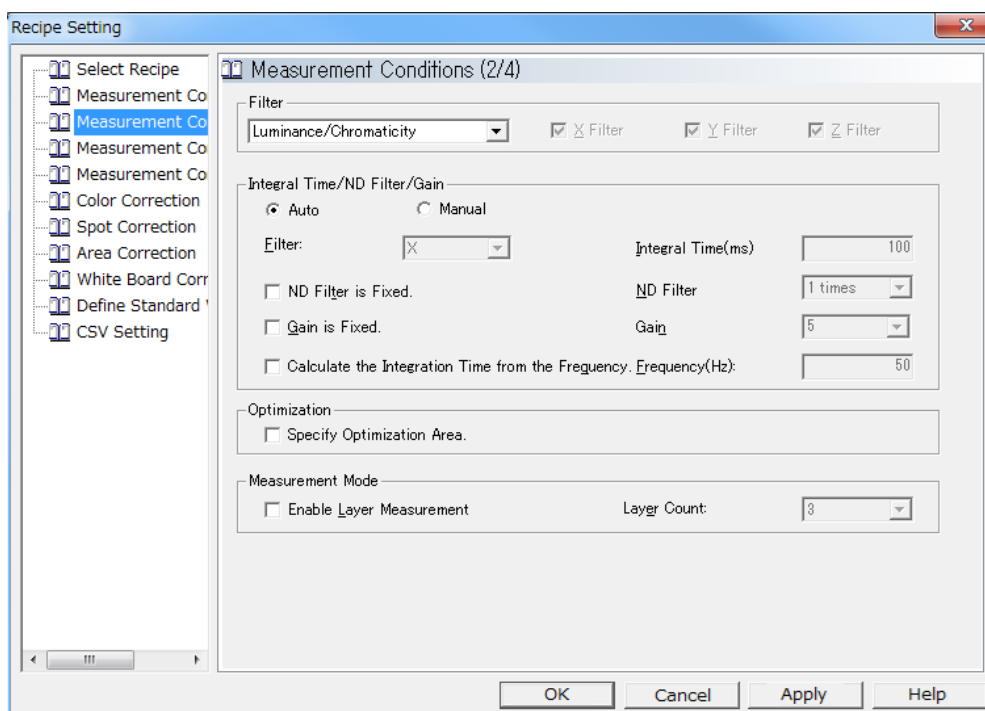 Recipe Setting
Select Recipe
Measurement Co
Measurement Co
Measurement Co
Measurement Co
Color Correction
Spot Correction
Area Correction
White Board Corr
Define Standard
CSV Setting
Measurement Conditions (2/4)
Filter
Luminance/Chromaticity X Filter Y Filter Z Filter
Integral Time/ND Filter/Gain
Auto Manual
Filter: X Integral Time(ms) 100
ND Filter is Fixed. ND Filter 1 times
Gain is Fixed. Gain 5
Calculate the Integration Time from the Frequency. Frequency(Hz): 50
Optimization
Specify Optimization Area.
Measurement Mode
Enable Layer Measurement Layer Count: 3
OK Cancel Apply Help